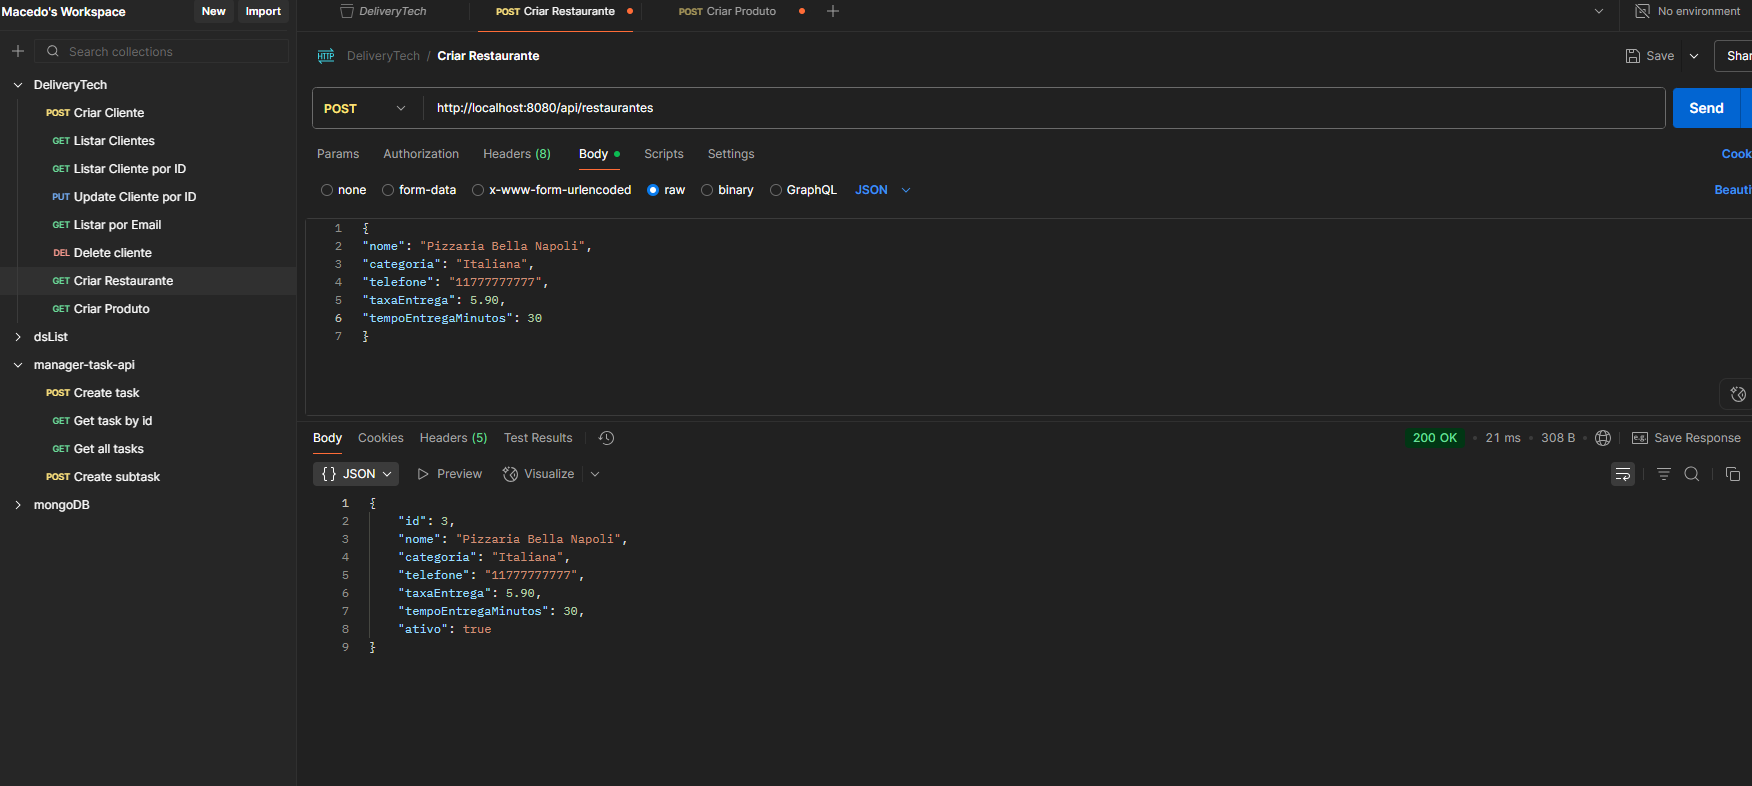 Macedo's Workspace
New
Import
DeliveryTech
POST Criar Restaurante
POST Criar Produto
No environment
Search collections
DeliveryTech / Criar Restaurante
Save
DeliveryTech
POST Criar Cliente
GET Listar Clientes
GET Listar Cliente por ID
PUT Update Cliente por ID
GET Listar por Email
DEL Delete cliente
GET Criar Restaurante
GET Criar Produto
dsList
manager-task-api
POST Create task
GET Get task by id
GET Get all tasks
POST Create subtask
mongoDB
HTTP
Shar
POST
http://localhost:8080/api/restaurantes
Send
Params
Authorization
Headers (8)
Body
Scripts
Settings
Cook
none
form-data
x-www-form-urlencoded
raw
binary
GraphQL
JSON
Beauti
1 {
2 "nome": "Pizzaria Bella Napoli",
3 "categoria": "Italiana",
4 "telefone": "11777777777",
5 "taxaEntrega": 5.90,
6 "tempoEntregaMinutos": 30
7 }
Body
Cookies
Headers (5)
Test Results
200 OK
21 ms
308 B
e.g.
Save Response
{} JSON
Preview
Visualize
1 {
2 "id": 3,
3 "nome": "Pizzaria Bella Napoli",
4 "categoria": "Italiana",
5 "telefone": "11777777777",
6 "taxaEntrega": 5.90,
7 "tempoEntregaMinutos": 30,
8 "ativo": true
9 }